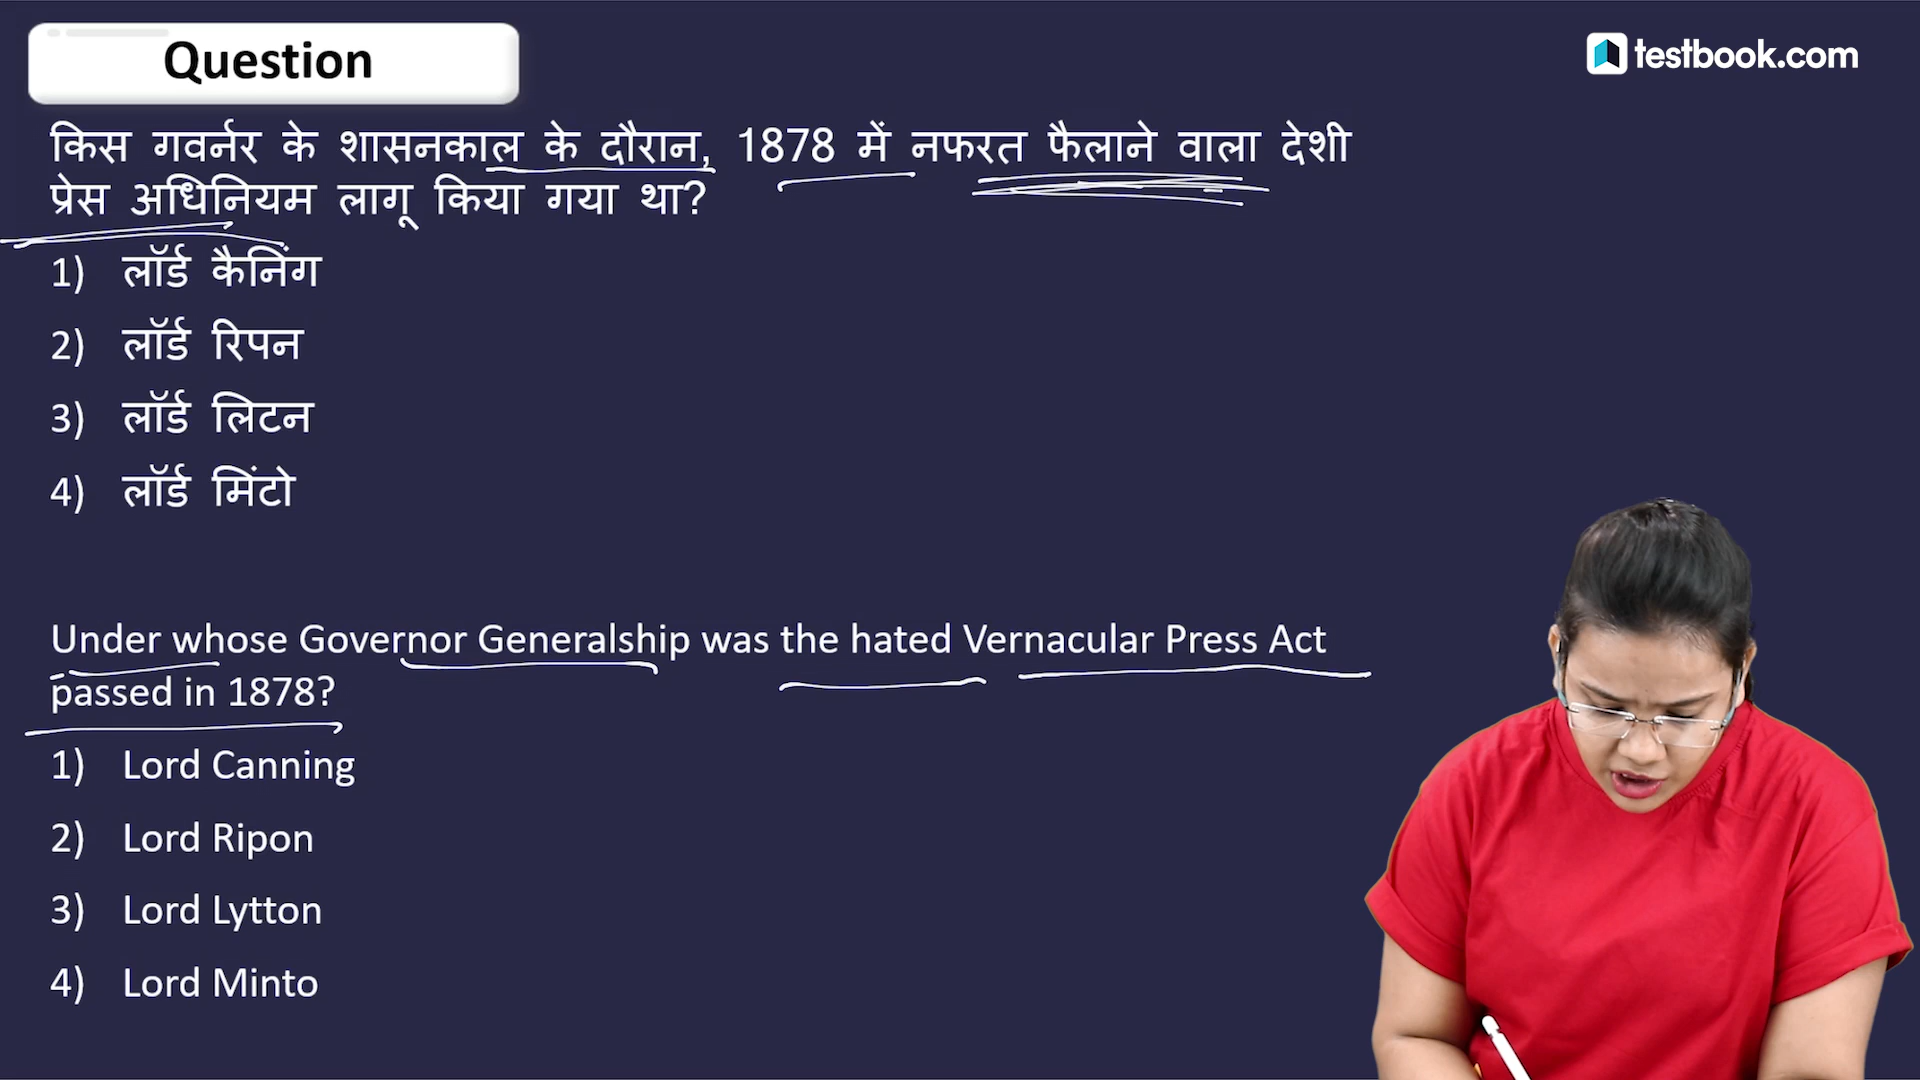 Question
testbook.com
किस गवर्नर के शासनकाल के दौरान, 1878 में नफरत फैलाने वाला देशी
प्रेस अधिनियम लागू किया गया था?
1) लॉर्ड कैनिंग
2) लॉर्ड रिपन
3) लॉर्ड लिटन
4) लॉर्ड मिंटो
Under whose Governor Generalship was the hated Vernacular Press Act
passed in 1878?
1) Lord Canning
2) Lord Ripon
3) Lord Lytton
4) Lord Minto